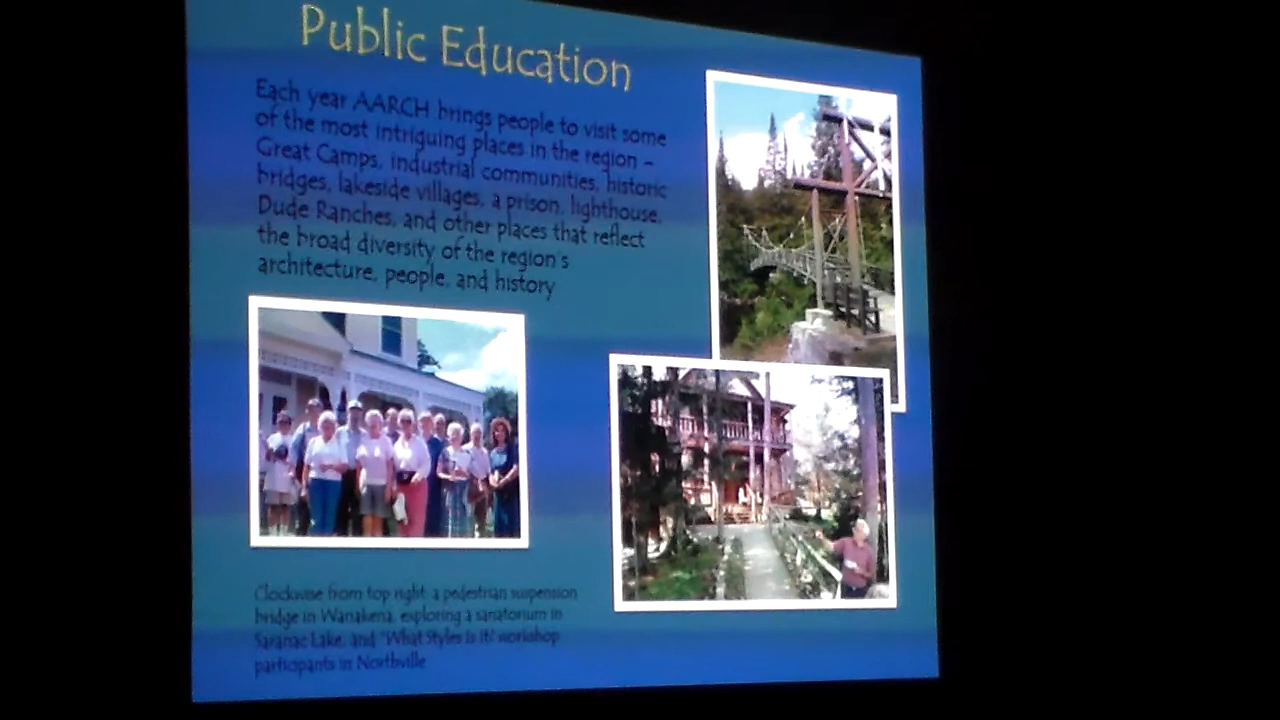 Public Education
Each year AARCH brings people to visit some
of the most intriguing places in the region –
Great Camps, industrial communities, historic
bridges, lakeside villages, a prison, lighthouse,
Dude Ranches, and other places that reflect
the broad diversity of the region's
architecture, people, and history
Clockwise from top right: a pedestrian suspension
bridge in Wanakena, exploring a sanatorium in
Saranac Lake, and "What Styles is it? workshop
participants in Northville